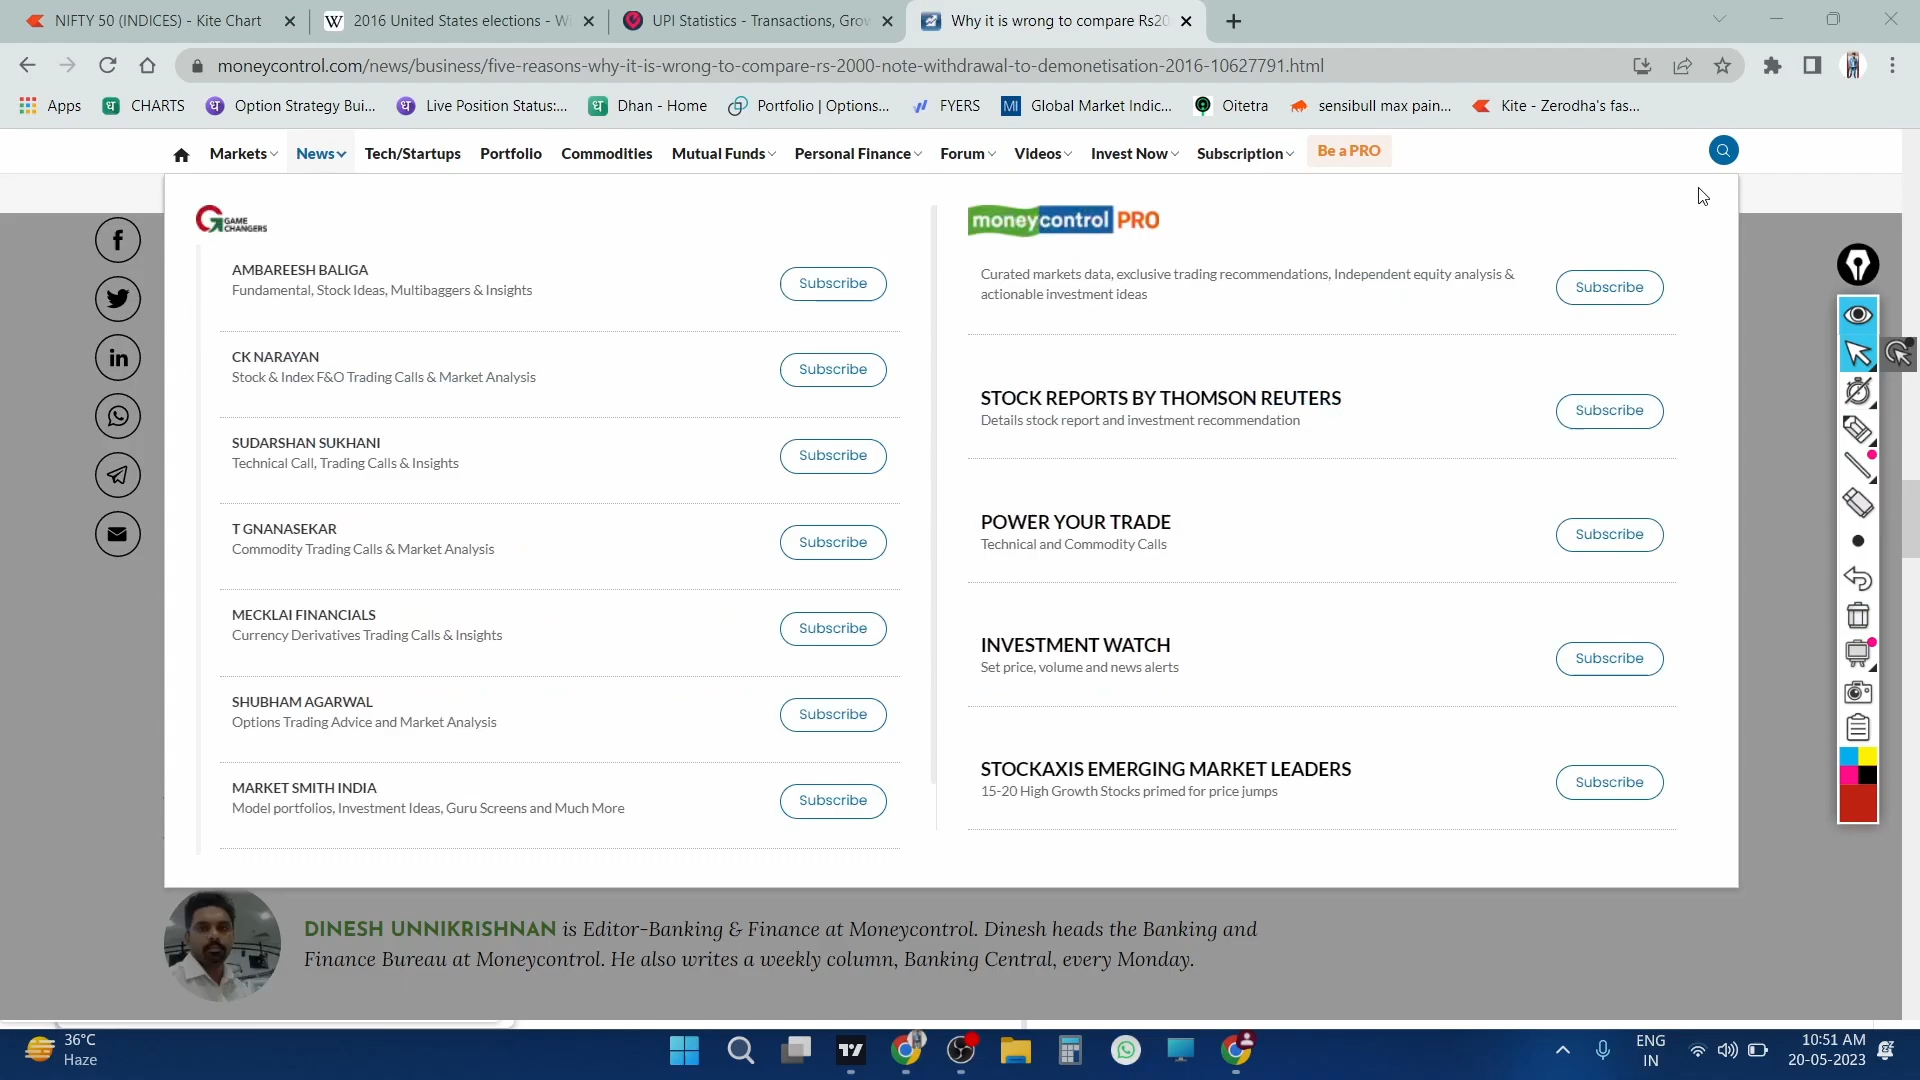 NIFTY 50 (INDICES) - Kite Chart
2016 United States elections - Wi
UPI Statistics - Transactions, Grow
Why it is wrong to compare Rs20
moneycontrol.com/news/business/five-reasons-why-it-is-wrong-to-compare-rs-2000-note-withdrawal-to-demonetisation-2016-10627791.html
Apps
CHARTS
Option Strategy Bui...
Live Position Status:...
Dhan - Home
Portfolio | Options...
FYERS
Global Market Indic...
Oitetra
sensibull max pain...
Kite - Zerodha's fas...
Markets
News
Tech/Startups
Portfolio
Commodities
Mutual Funds
Personal Finance
Forum
Videos
Invest Now
Subscription
Be a PRO
GAME
CHANGERS
AMBAREESH BALIGA
Fundamental, Stock Ideas, Multibaggers & Insights
Subscribe
CK NARAYAN
Stock & Index F&O Trading Calls & Market Analysis
Subscribe
SUDARSHAN SUKHANI
Technical Call, Trading Calls & Insights
Subscribe
T GNANASEKAR
Commodity Trading Calls & Market Analysis
Subscribe
MECKLAI FINANCIALS
Currency Derivatives Trading Calls & Insights
Subscribe
SHUBHAM AGARWAL
Options Trading Advice and Market Analysis
Subscribe
MARKET SMITH INDIA
Model portfolios, Investment Ideas, Guru Screens and Much More
Subscribe
moneycontrol PRO
Curated markets data, exclusive trading recommendations, Independent equity analysis &
actionable investment ideas
Subscribe
STOCK REPORTS BY THOMSON REUTERS
Details stock report and investment recommendation
Subscribe
POWER YOUR TRADE
Technical and Commodity Calls
Subscribe
INVESTMENT WATCH
Set price, volume and news alerts
Subscribe
STOCKAXIS EMERGING MARKET LEADERS
15-20 High Growth Stocks primed for price jumps
Subscribe
DINESH UNNIKRISHNAN is Editor-Banking & Finance at Moneycontrol. Dinesh heads the Banking and
Finance Bureau at Moneycontrol. He also writes a weekly column, Banking Central, every Monday.
36°C
Haze
ENG
IN
10:51 AM
20-05-2023